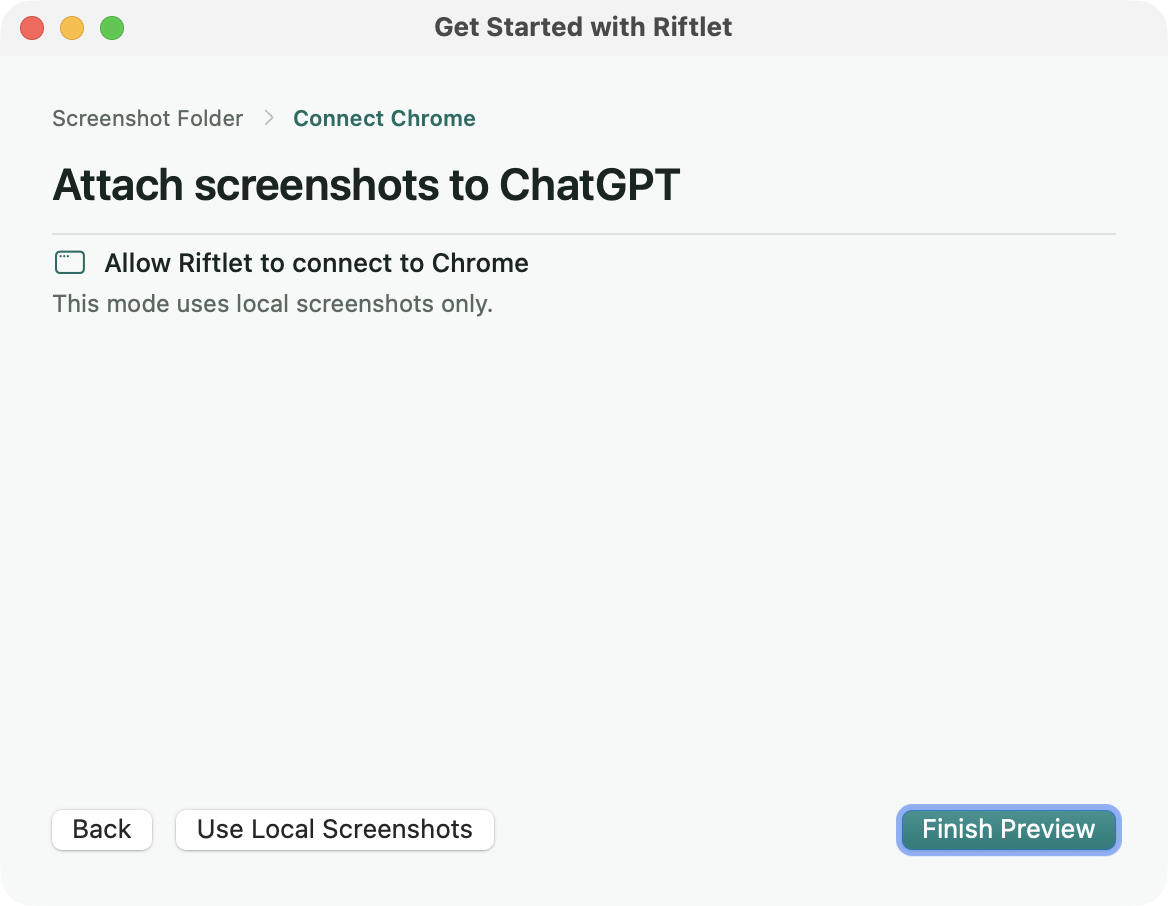 Get Started with Riftlet
Screenshot Folder > Connect Chrome
Attach screenshots to ChatGPT
Allow Riftlet to connect to Chrome
This mode uses local screenshots only.
Back
Use Local Screenshots
Finish Preview